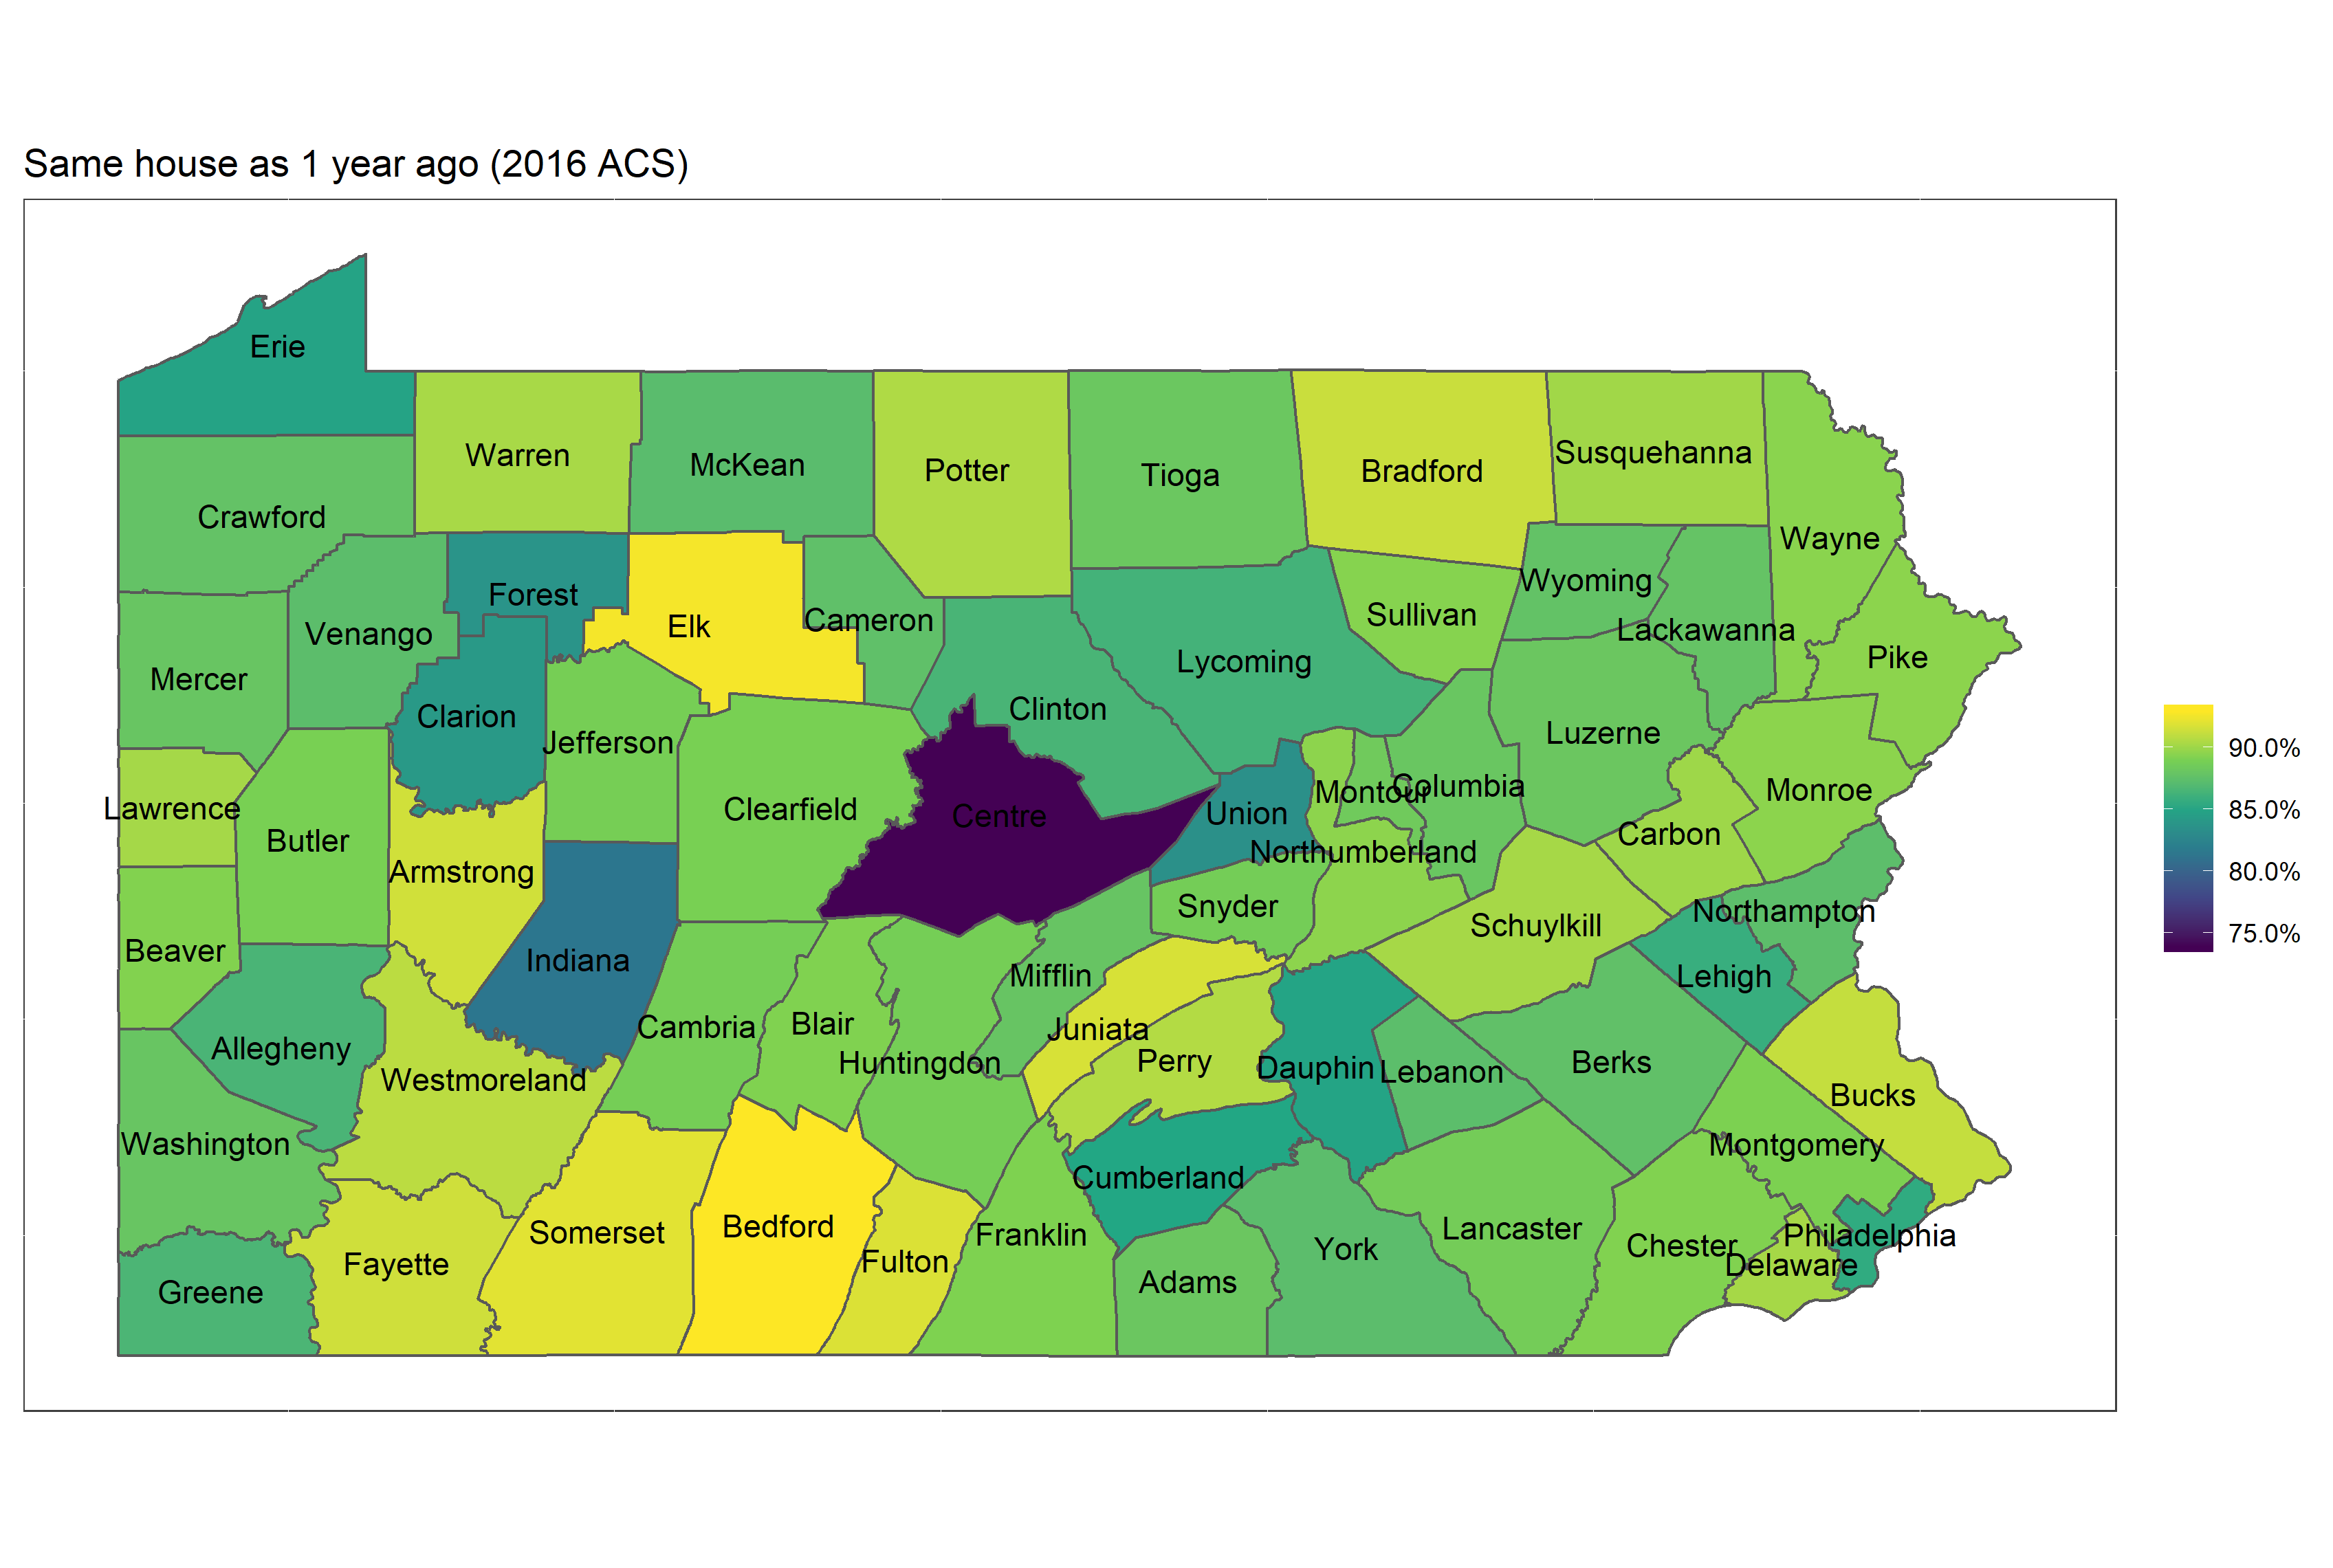 Same house as 1 year ago (2016 ACS)
Erie
Warren
McKean
Potter
Tioga
Bradford
Susquehanna
Crawford
Wayne
Forest
Elk
Cameron
Sullivan
Wyoming
Venango
Lackawanna
Mercer
Lycoming
Pike
Clarion
Jefferson
Clinton
Luzerne
Lawrence
Butler
Clearfield
Centre
Union
Montour
Columbia
Monroe
Carbon
Armstrong
Northumberland
Beaver
Indiana
Snyder
Schuylkill
Northampton
Mifflin
Lehigh
Allegheny
Cambria
Blair
Huntingdon
Juniata
Perry
Dauphin
Lebanon
Berks
Westmoreland
Bucks
Washington
Cumberland
Montgomery
Greene
Fayette
Somerset
Bedford
Fulton
Franklin
Adams
York
Lancaster
Chester
Delaware
Philadelphia
90.0%
85.0%
80.0%
75.0%